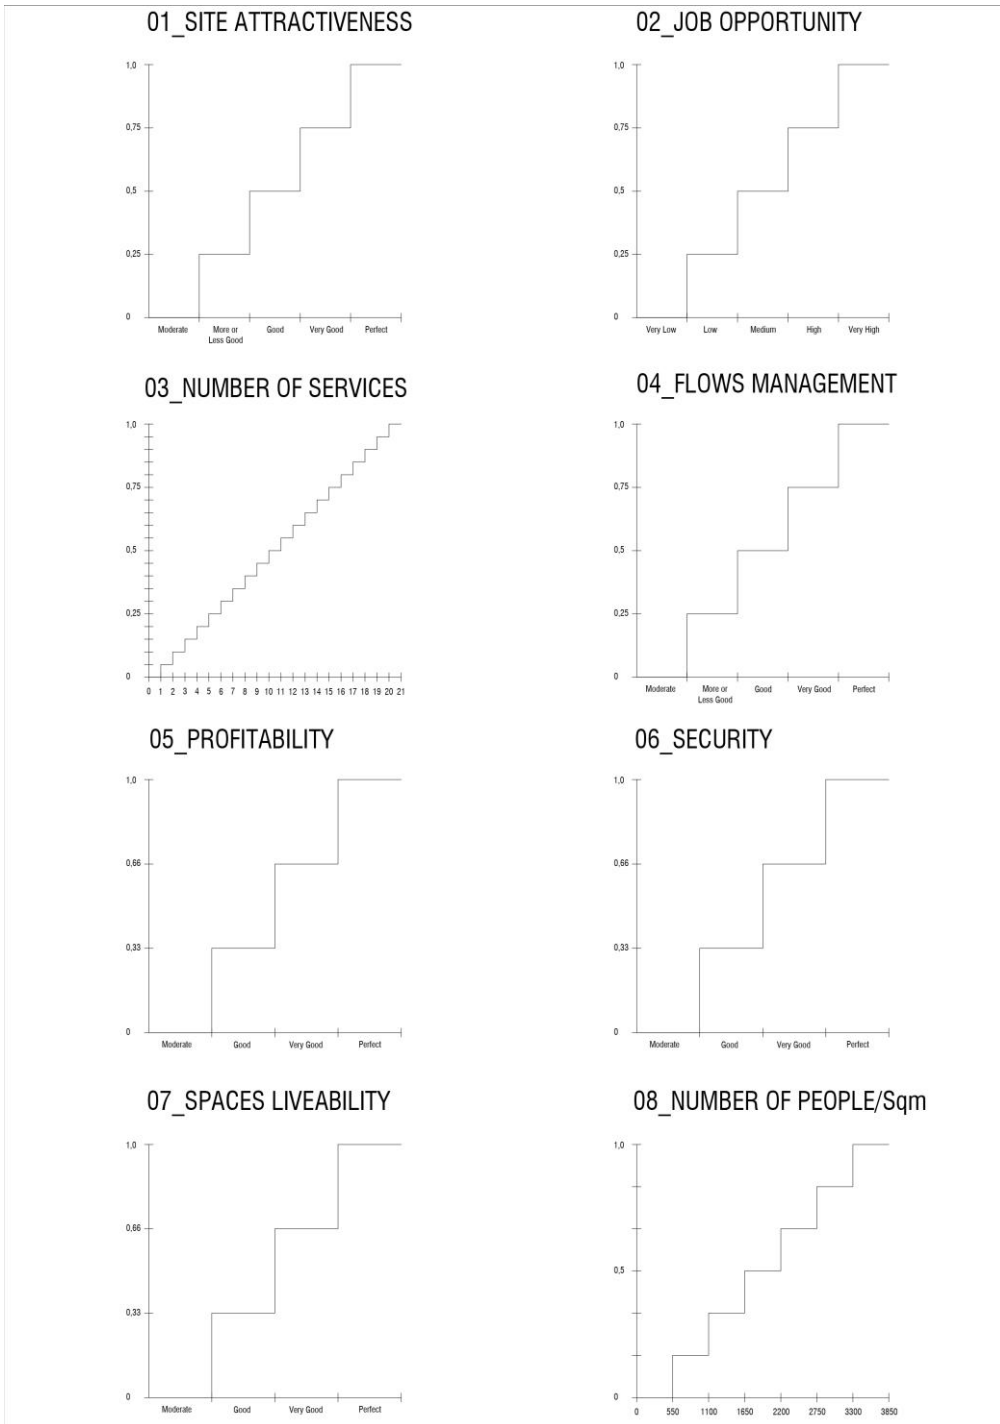 01_SITE ATTRACTIVENESS
1,0
0,75
0,5
0,25
0
Moderate
More or
Less Good
Good
Very Good
Perfect
02_JOB OPPORTUNITY
1,0
0,75
0,5
0,25
0
Very Low
Low
Medium
High
Very High
03_NUMBER OF SERVICES
1,0
0,75
0,5
0,25
0
0 1 2 3 4 5 6 7 8 9 10 11 12 13 14 15 16 17 18 19 20 21
04_FLOWS MANAGEMENT
1,0
0,75
0,5
0,25
0
Moderate
More or
Less Good
Good
Very Good
Perfect
05_PROFITABILITY
1,0
0,66
0,33
0
Moderate
Good
Very Good
Perfect
06_SECURITY
1,0
0,66
0,33
0
Moderate
Good
Very Good
Perfect
07_SPACES LIVEABILITY
1,0
0,66
0,33
0
Moderate
Good
Very Good
Perfect
08_NUMBER OF PEOPLE/Sqm
1,0
0,5
0
0 550 1100 1650 2200 2750 3300 3850